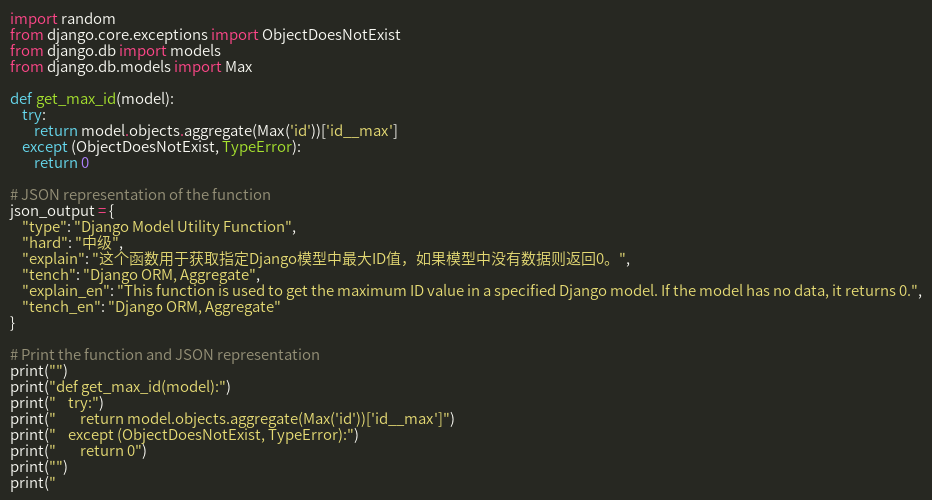 import random
from django.core.exceptions import ObjectDoesNotExist
from django.db import models
from django.db.models import Max

def get_max_id(model):
    try:
        return model.objects.aggregate(Max('id'))['id__max']
    except (ObjectDoesNotExist, TypeError):
        return 0

# JSON representation of the function
json_output = {
    "type": "Django Model Utility Function",
    "hard": "中级",
    "explain": "这个函数用于获取指定Django模型中最大ID值，如果模型中没有数据则返回0。",
    "tench": "Django ORM, Aggregate",
    "explain_en": "This function is used to get the maximum ID value in a specified Django model. If the model has no data, it returns 0.",
    "tench_en": "Django ORM, Aggregate"
}

# Print the function and JSON representation
print("")
print("def get_max_id(model):")
print("    try:")
print("        return model.objects.aggregate(Max('id'))['id__max']")
print("    except (ObjectDoesNotExist, TypeError):")
print("        return 0")
print("")
print("